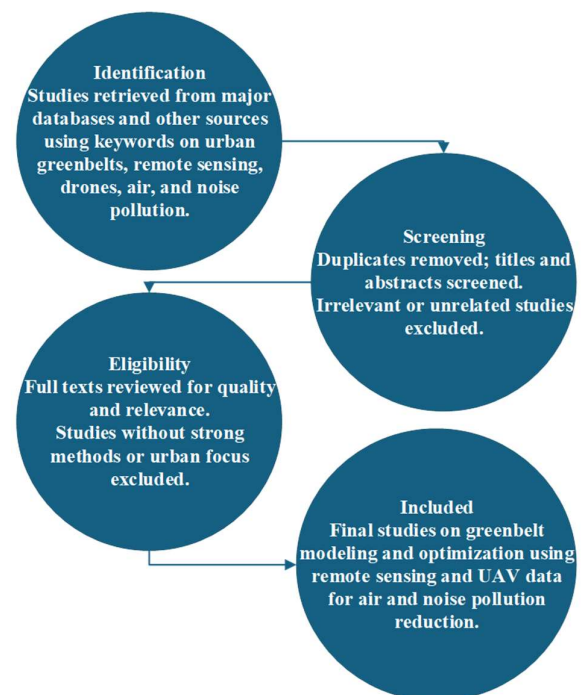 Identification
Studies retrieved from major
databases and other sources
using keywords on urban
greenbelts, remote sensing,
drones, air, and noise
pollution.
Screening
Duplicates removed; titles and
abstracts screened.
Irrelevant or unrelated studies
excluded.
Eligibility
Full texts reviewed for quality
and relevance.
Studies without strong
methods or urban focus
excluded.
Included
Final studies on greenbelt
modeling and optimization using
remote sensing and UAV data
for air and noise pollution
reduction.